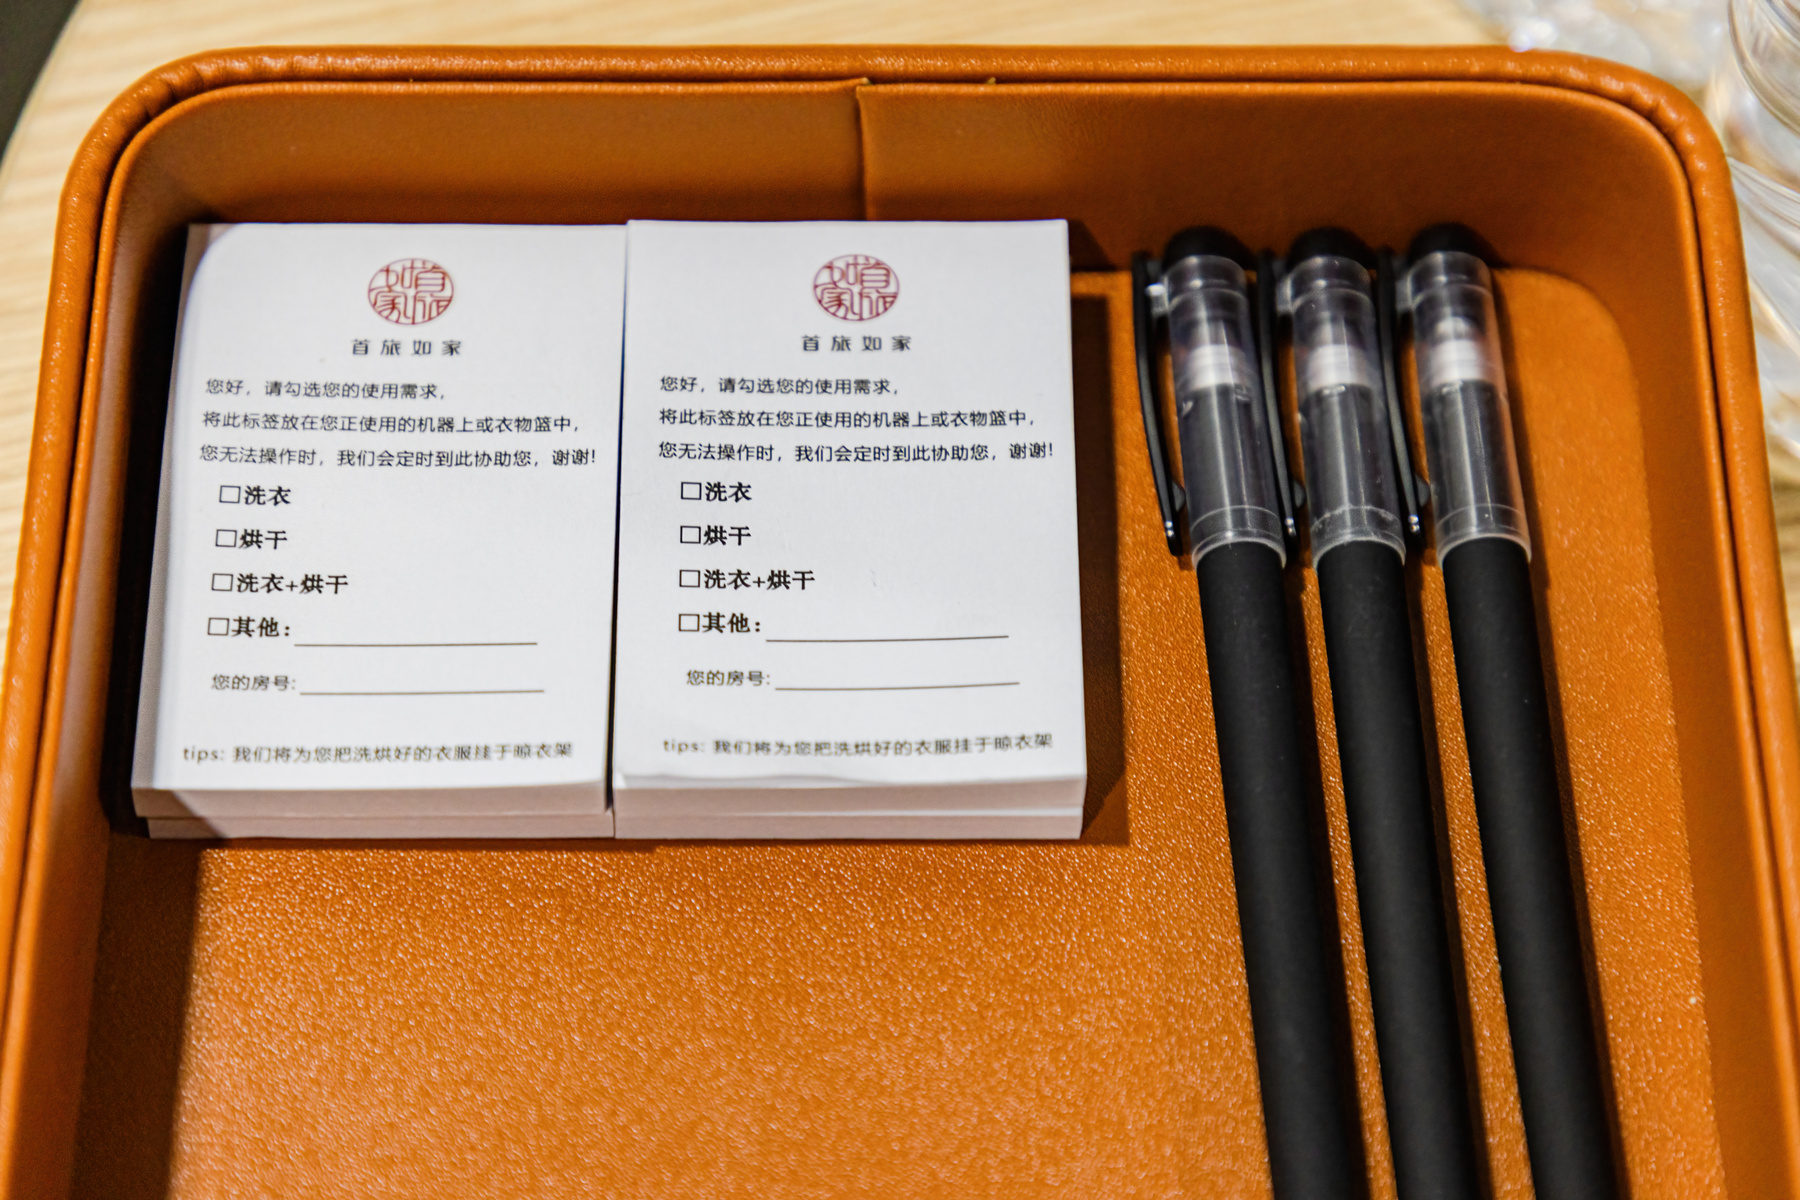 首旅如家
首旅如家
您好，请勾选您的使用需求，
将此标签放在您正使用的机器上或衣物篮中，
您无法操作时，我们会定时到此协助您，谢谢!
□洗衣
□烘干
□洗衣+烘干
□其他：
您的房号:
tips: 我们将为您把洗烘好的衣服挂于晾衣架
首旅如家
首旅如家
您好，请勾选您的使用需求，
将此标签放在您正使用的机器上或衣物篮中，
您无法操作时，我们会定时到此协助您，谢谢!
□洗衣
□烘干
□洗衣+烘干
□其他：
您的房号:
tips: 我们将为您把洗烘好的衣服挂于晾衣架